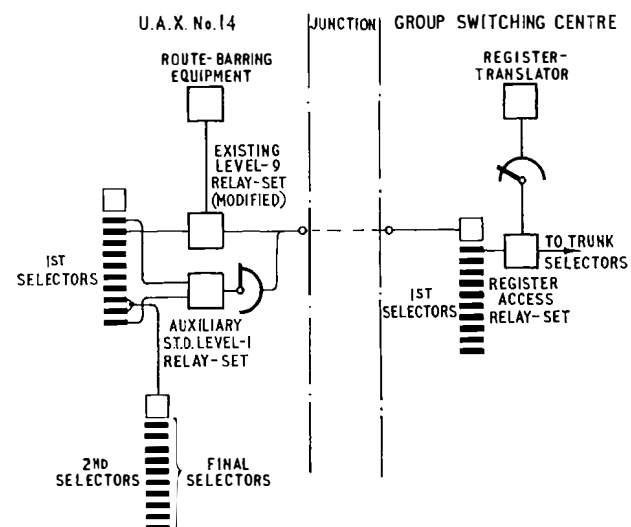 U.A.X. No.14
JUNCTION
GROUP SWITCHING CENTRE
ROUTE-BARRING
EQUIPMENT
REGISTER-
TRANSLATOR
EXISTING
LEVEL-9
RELAY-SET
(MODIFIED)
1ST
SELECTORS
AUXILIARY
S.T.D. LEVEL-1
RELAY-SET
TO TRUNK
SELECTORS
1ST
SELECTORS
REGISTER
ACCESS
RELAY-SET
2ND
SELECTORS
FINAL
SELECTORS